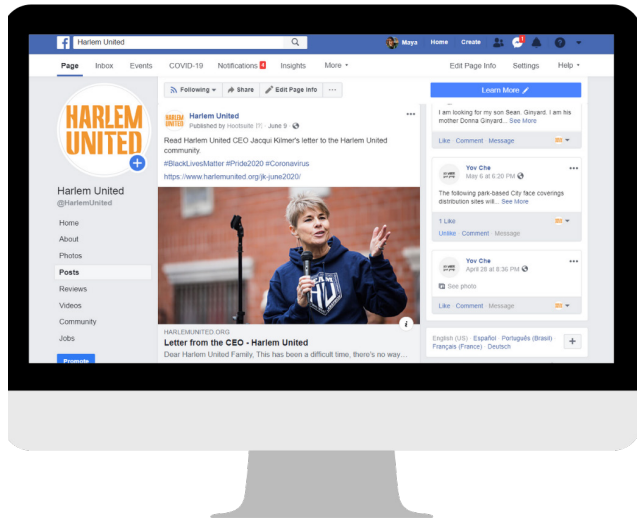 Harlem United
Maya
Home
Create
Page
Inbox
Events
COVID-19
Notifications 4
Insights
More
Edit Page Info
Settings
Help
HARLEM
UNITED
Harlem United
@HarlemUnited
Home
About
Photos
Posts
Reviews
Videos
Community
Jobs
Promote
Following
Share
Edit Page Info
HARLEM
UNITED
Harlem United
Published by Hootsuite [?] · June 9 ·
Read Harlem United CEO Jacqui Kilmer's letter to the Harlem United
community.
#BlackLivesMatter #Pride2020 #Coronavirus
https://www.harlemunited.org/jk-june2020/
TEAM
HU
HARLEMUNITED.ORG
Letter from the CEO - Harlem United
Dear Harlem United Family, This has been a difficult time, there's no way…
Learn More
I am looking for my son Sean. Ginyard. I am his
mother Donna Ginyard... See More
Like · Comment · Message
Yov Che
May 6 at 6:20 PM ·
The following park-based City face coverings
distribution sites will... See More
1 Like
Unlike · Comment · Message
Yov Che
April 28 at 8:36 PM ·
See photo
Like · Comment · Message
English (US) · Español · Português (Brasil) ·
Français (France) · Deutsch